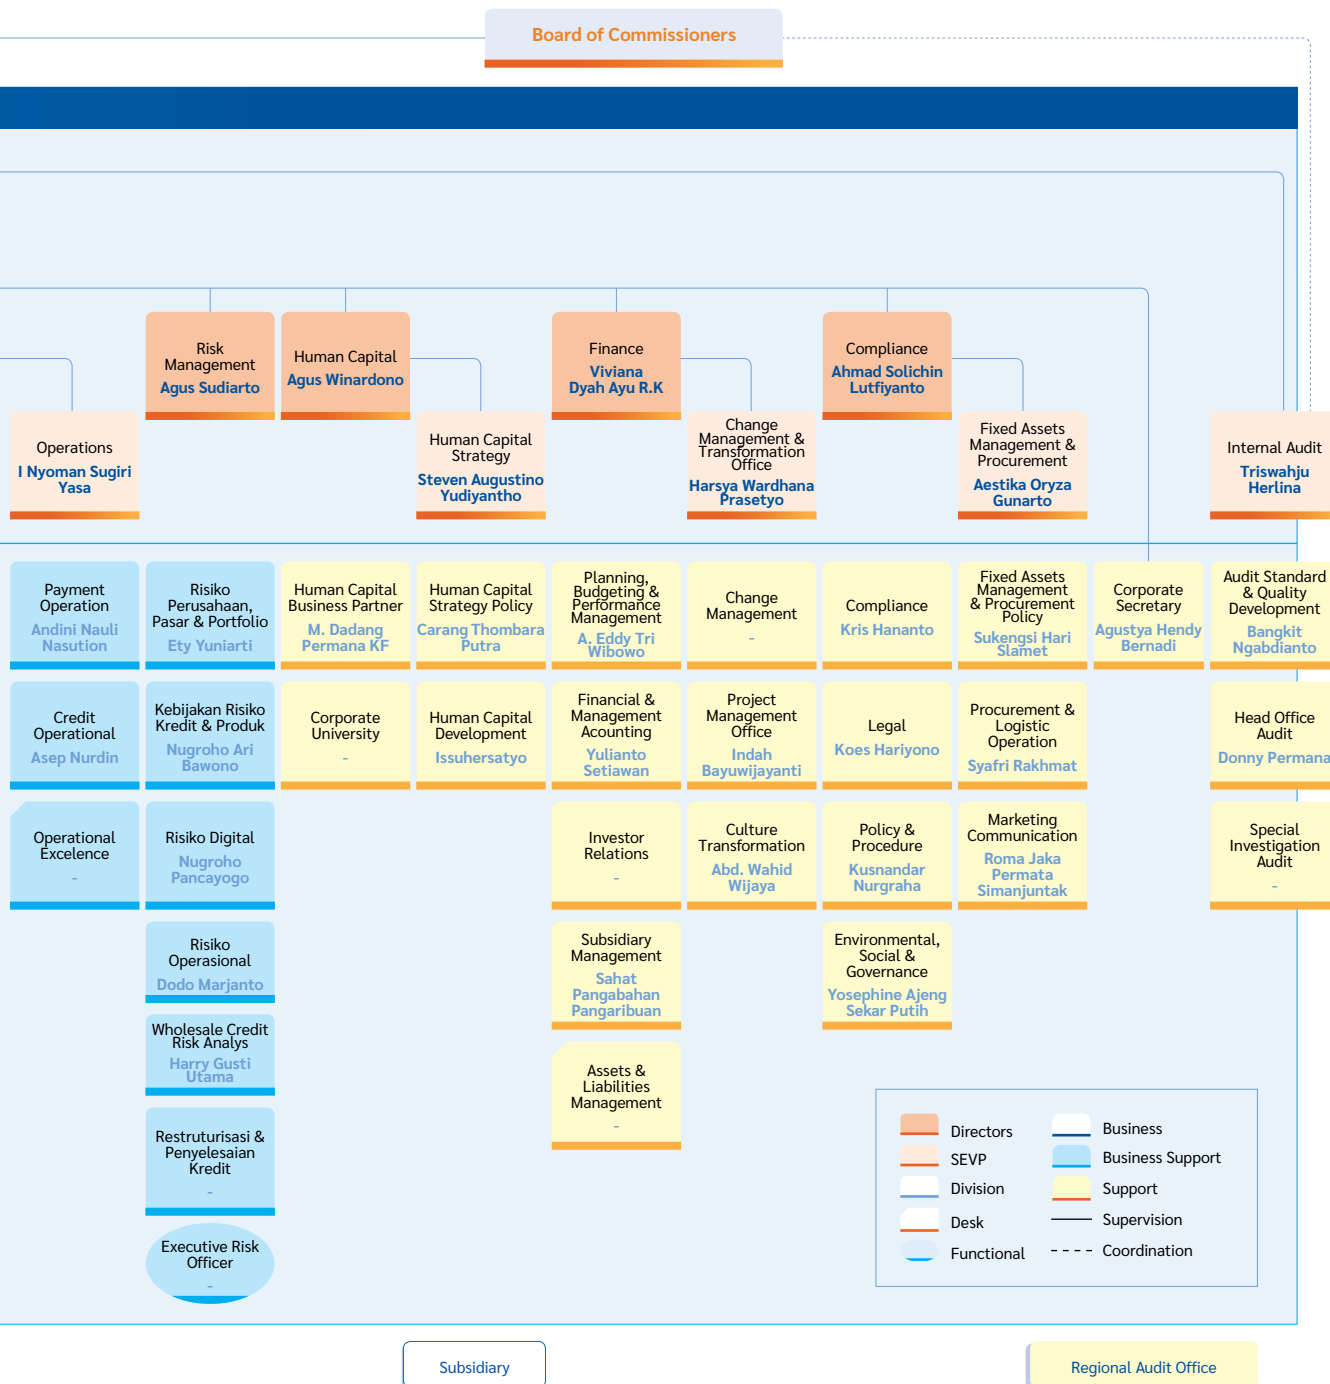 Board of Commissioners
Risk
Management
Agus Sudiarto
Human Capital
Agus Winardono
Finance
Viviana
Dyah Ayu R.K
Compliance
Ahmad Solichin
Lutfiyanto
Operations
I Nyoman Sugiri
Yasa
Human Capital
Strategy
Steven Augustino
Yudiyantho
Change
Management &
Transformation
Office
Harsya Wardhana
Prasetyo
Fixed Assets
Management &
Procurement
Aestika Oryza
Gunarto
Internal Audit
Triswahju
Herlina
Payment
Operation
Andini Nauli
Nasution
Risiko
Perusahaan,
Pasar & Portfolio
Ety Yuniarti
Human Capital
Business Partner
M. Dadang
Permana KF
Human Capital
Strategy Policy
Carang Thombara
Putra
Planning,
Budgeting &
Performance
Management
A. Eddy Tri
Wibowo
Change
Management
-
Compliance
Kris Hananto
Fixed Assets
Management
& Procurement
Policy
Sukengsi Hari
Slamet
Corporate
Secretary
Agustya Hendy
Bernadi
Audit Standard
& Quality
Development
Bangkit
Ngabdianto
Credit
Operational
Asep Nurdin
Kebijakan Risiko
Kredit & Produk
Nugroho Ari
Bawono
Corporate
University
-
Human Capital
Development
Issuhersatyo
Financial &
Management
Acounting
Yulianto
Setiawan
Project
Management
Office
Indah
Bayuwijayanti
Legal
Koes Hariyono
Procurement &
Logistic
Operation
Syafri Rakhmat
Head Office
Audit
Donny Permana
Operational
Excelence
-
Risiko Digital
Nugroho
Pancayogo
Investor
Relations
-
Culture
Transformation
Abd. Wahid
Wijaya
Policy &
Procedure
Kusnandar
Nurgraha
Marketing
Communication
Roma Jaka
Permata
Simanjuntak
Special
Investigation
Audit
-
Risiko
Operasional
Dodo Marjanto
Subsidiary
Management
Sahat
Pangabahan
Pangaribuan
Environmental,
Social &
Governance
Yosephine Ajeng
Sekar Putih
Wholesale Credit
Risk Analys
Harry Gusti
Utama
Assets &
Liabilities
Management
-
Restruturisasi &
Penyelesaian
Kredit
-
Executive Risk
Officer
-
Directors
SEVP
Division
Desk
Functional
Business
Business Support
Support
Supervision
Coordination
Subsidiary
Regional Audit Office